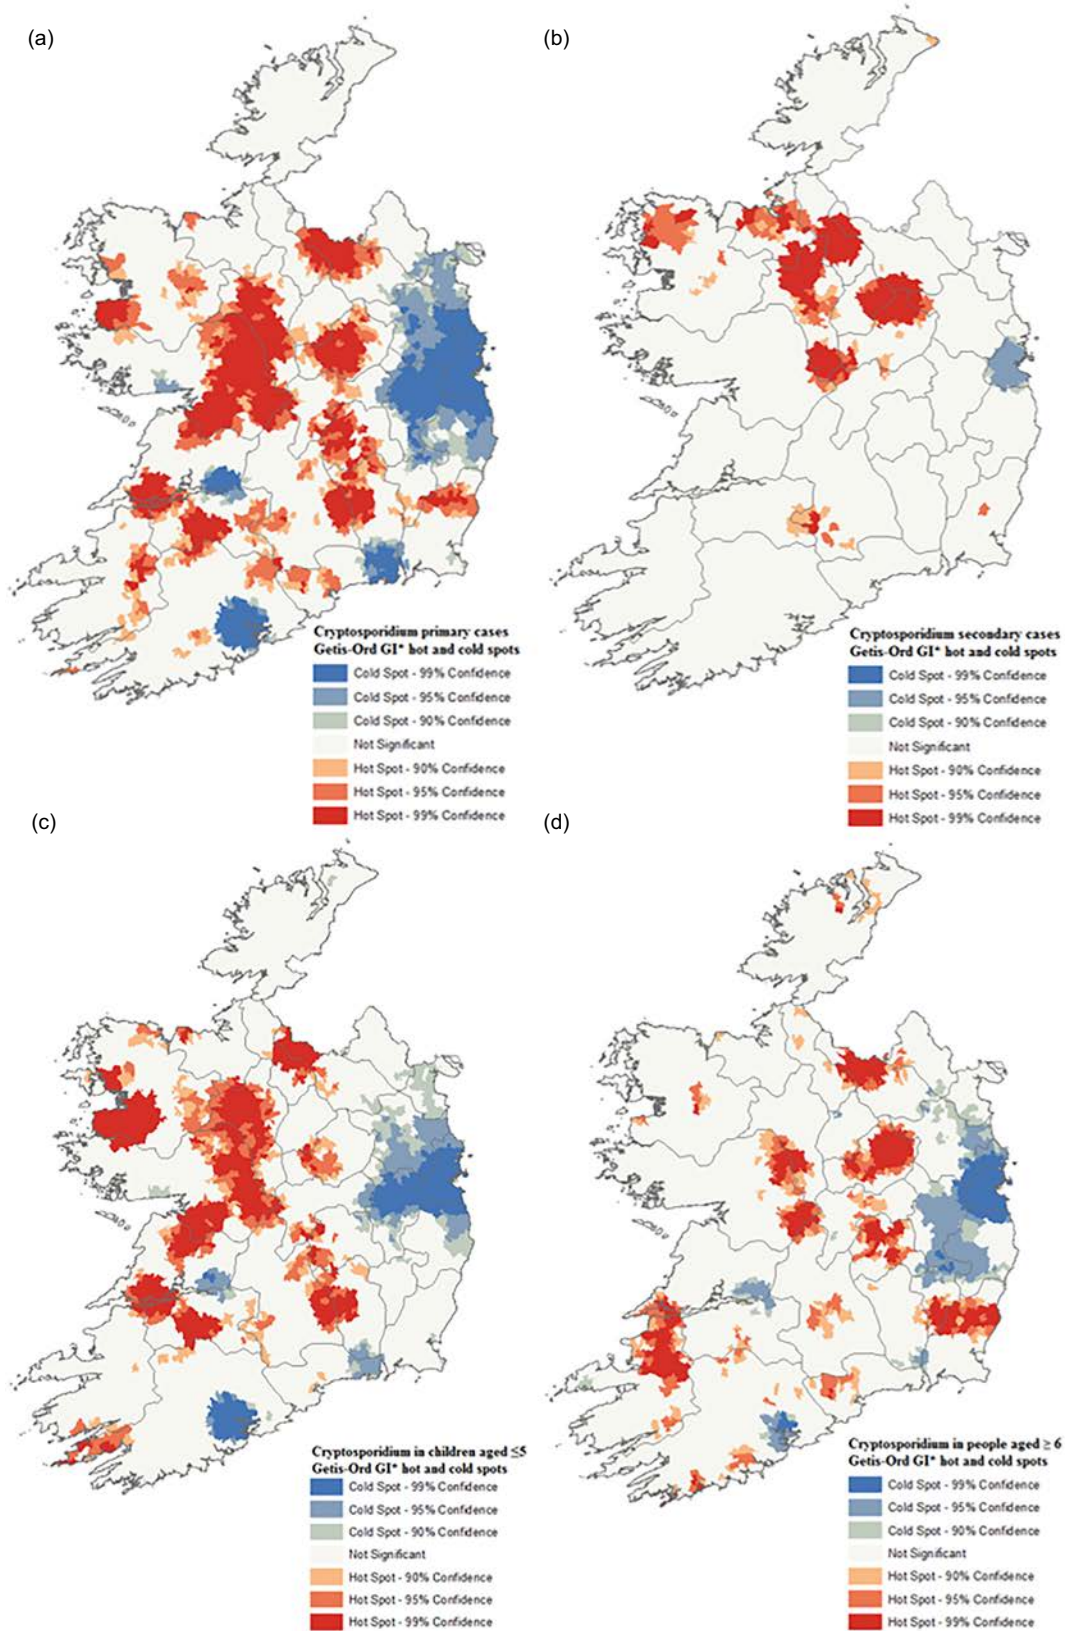 (a)
(b)
Cryptosporidium primary cases
Getis-Ord GI* hot and cold spots
Cold Spot - 99% Confidence
Cold Spot - 95% Confidence
Cold Spot - 90% Confidence
Not Significant
Hot Spot - 90% Confidence
Hot Spot - 95% Confidence
Hot Spot - 99% Confidence
Cryptosporidium secondary cases
Getis-Ord GI* hot and cold spots
Cold Spot - 99% Confidence
Cold Spot - 95% Confidence
Cold Spot - 90% Confidence
Not Significant
Hot Spot - 90% Confidence
Hot Spot - 95% Confidence
Hot Spot - 99% Confidence
(c)
(d)
Cryptosporidium in children aged ≤5
Getis-Ord GI* hot and cold spots
Cold Spot - 99% Confidence
Cold Spot - 95% Confidence
Cold Spot - 90% Confidence
Not Significant
Hot Spot - 90% Confidence
Hot Spot - 95% Confidence
Hot Spot - 99% Confidence
Cryptosporidium in people aged ≥ 6
Getis-Ord GI* hot and cold spots
Cold Spot - 99% Confidence
Cold Spot - 95% Confidence
Cold Spot - 90% Confidence
Not Significant
Hot Spot - 90% Confidence
Hot Spot - 95% Confidence
Hot Spot - 99% Confidence